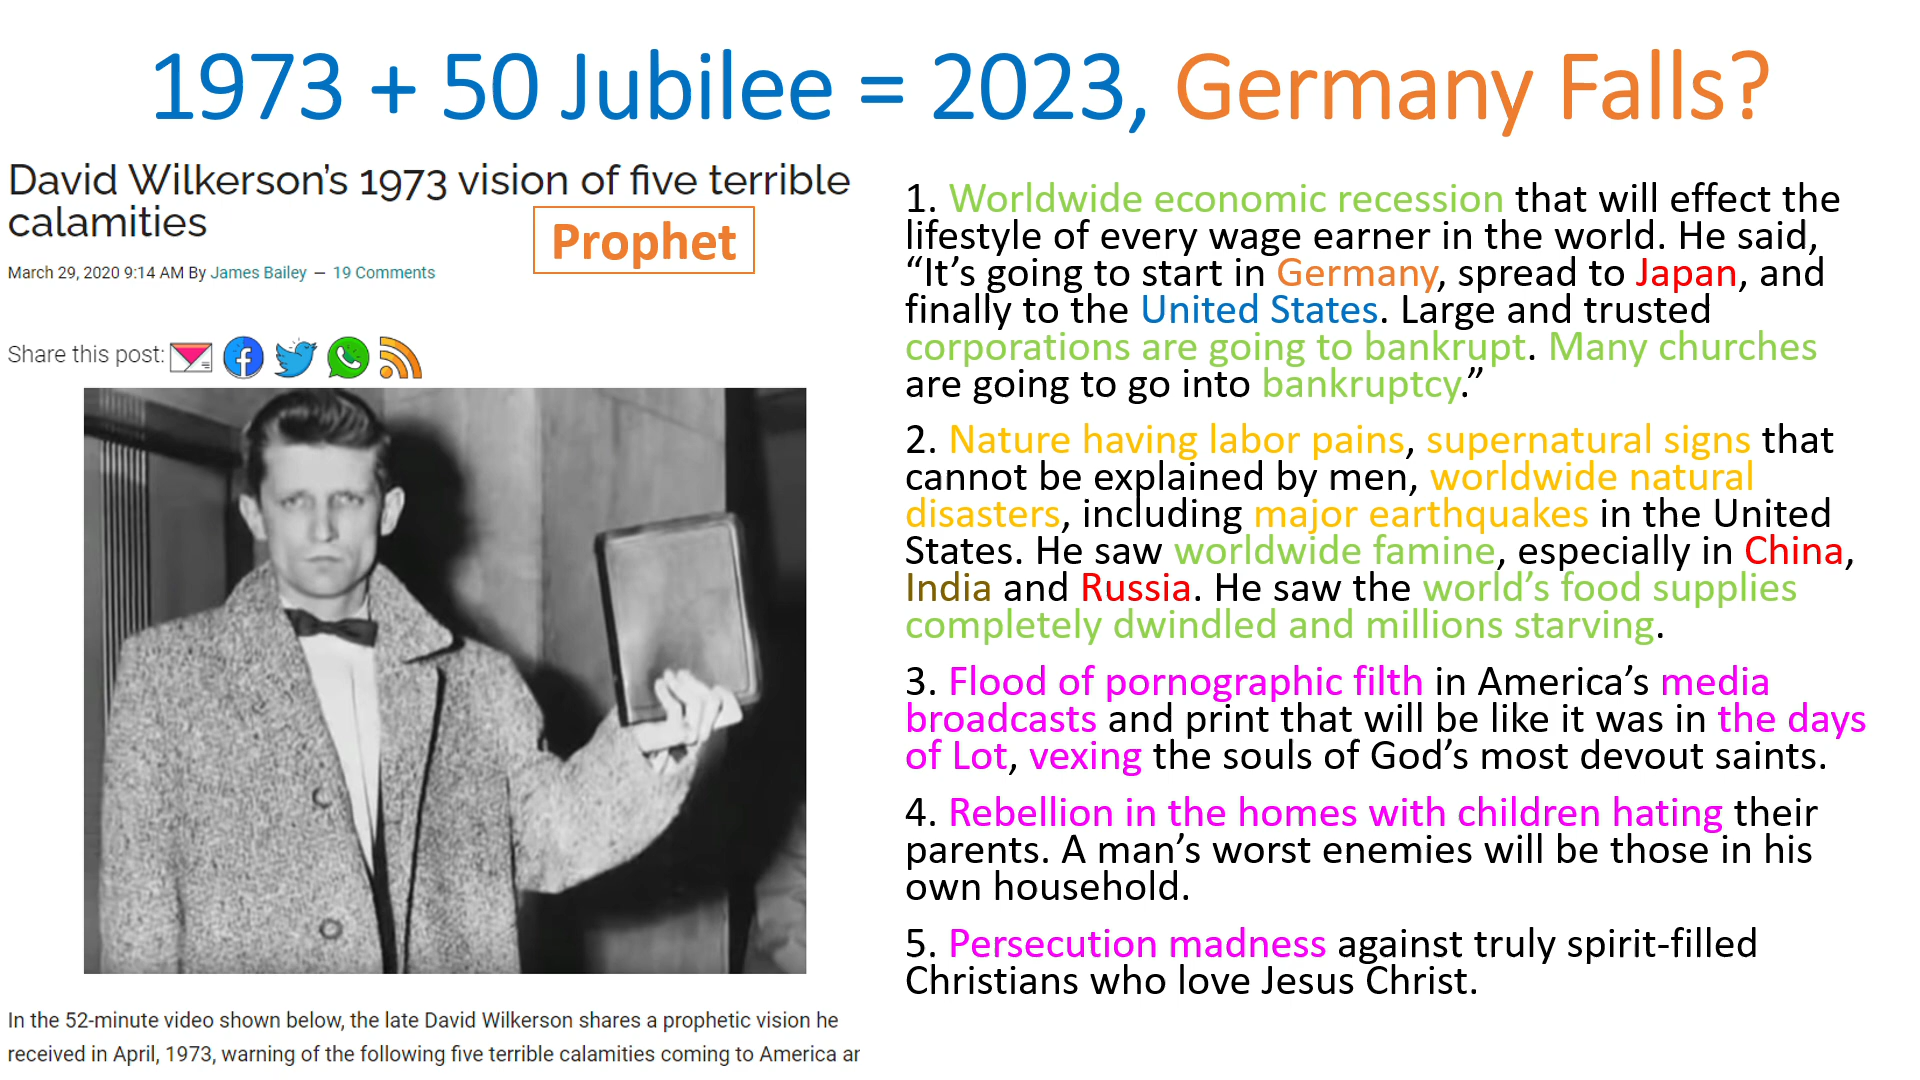 1973 + 50 Jubilee = 2023, Germany Falls?
David Wilkerson's 1973 vision of five terrible
calamities
Prophet
March 29, 2020 9:14 AM By James Bailey — 19 Comments
Share this post:
In the 52-minute video shown below, the late David Wilkerson shares a prophetic vision he
received in April, 1973, warning of the following five terrible calamities coming to America ar
1. Worldwide economic recession that will effect the
lifestyle of every wage earner in the world. He said,
“It’s going to start in Germany, spread to Japan, and
finally to the United States. Large and trusted
corporations are going to bankrupt. Many churches
are going to go into bankruptcy.”
2. Nature having labor pains, supernatural signs that
cannot be explained by men, worldwide natural
disasters, including major earthquakes in the United
States. He saw worldwide famine, especially in China,
India and Russia. He saw the world’s food supplies
completely dwindled and millions starving.
3. Flood of pornographic filth in America’s media
broadcasts and print that will be like it was in the days
of Lot, vexing the souls of God’s most devout saints.
4. Rebellion in the homes with children hating their
parents. A man’s worst enemies will be those in his
own household.
5. Persecution madness against truly spirit-filled
Christians who love Jesus Christ.